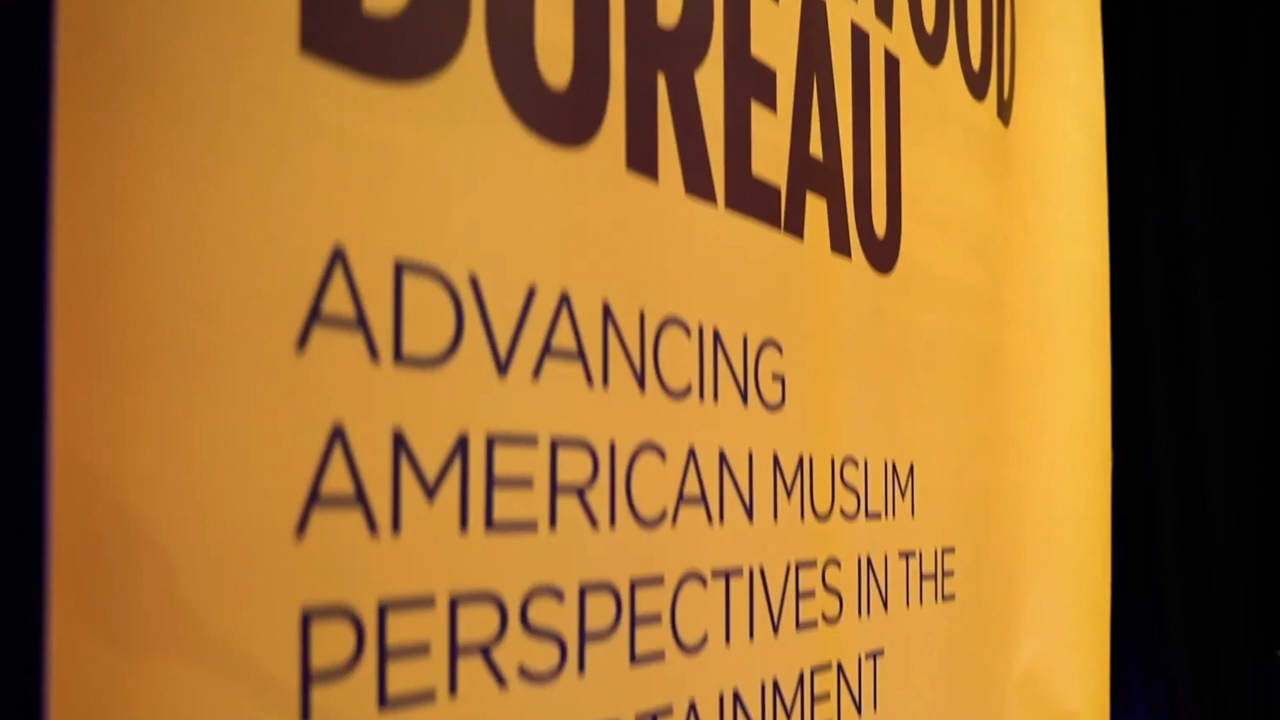 BUREAU
ADVANCING
AMERICAN MUSLIM
PERSPECTIVES IN THE